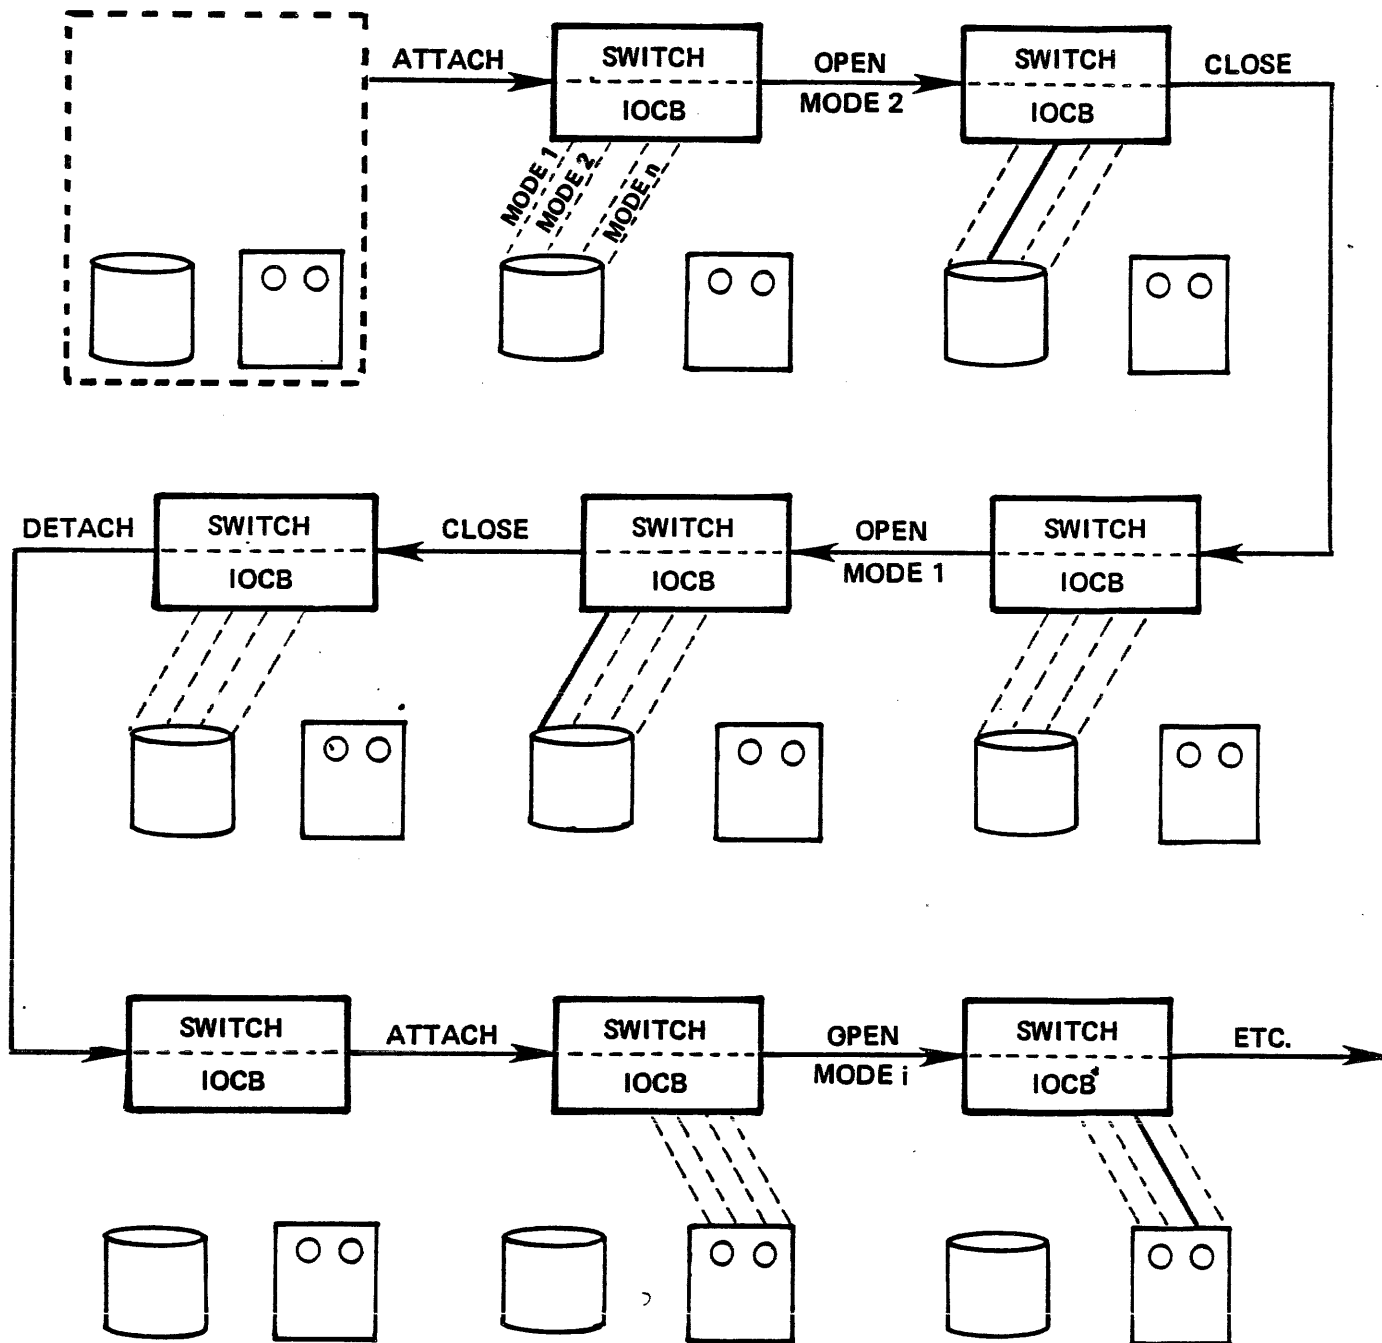 ATTACH
SWITCH
IOCB
OPEN
MODE 2
SWITCH
IOCB
CLOSE
MODE 1
MODE 2
MODE n
DETACH
SWITCH
IOCB
CLOSE
SWITCH
IOCB
OPEN
MODE 1
SWITCH
IOCB
SWITCH
IOCB
ATTACH
SWITCH
IOCB
OPEN
MODE i
SWITCH
IOCB
ETC.